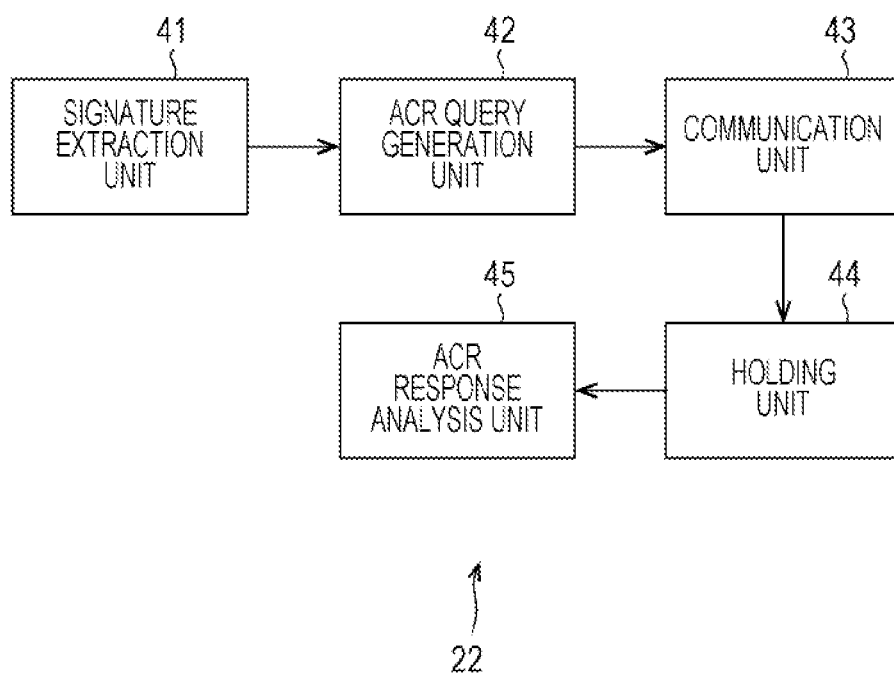 41
42
43
SIGNATURE
EXTRACTION
UNIT
ACR QUERY
GENERATION
UNIT
COMMUNICATION
UNIT
45
44
ACR
RESPONSE
ANALYSIS UNIT
HOLDING
UNIT
22